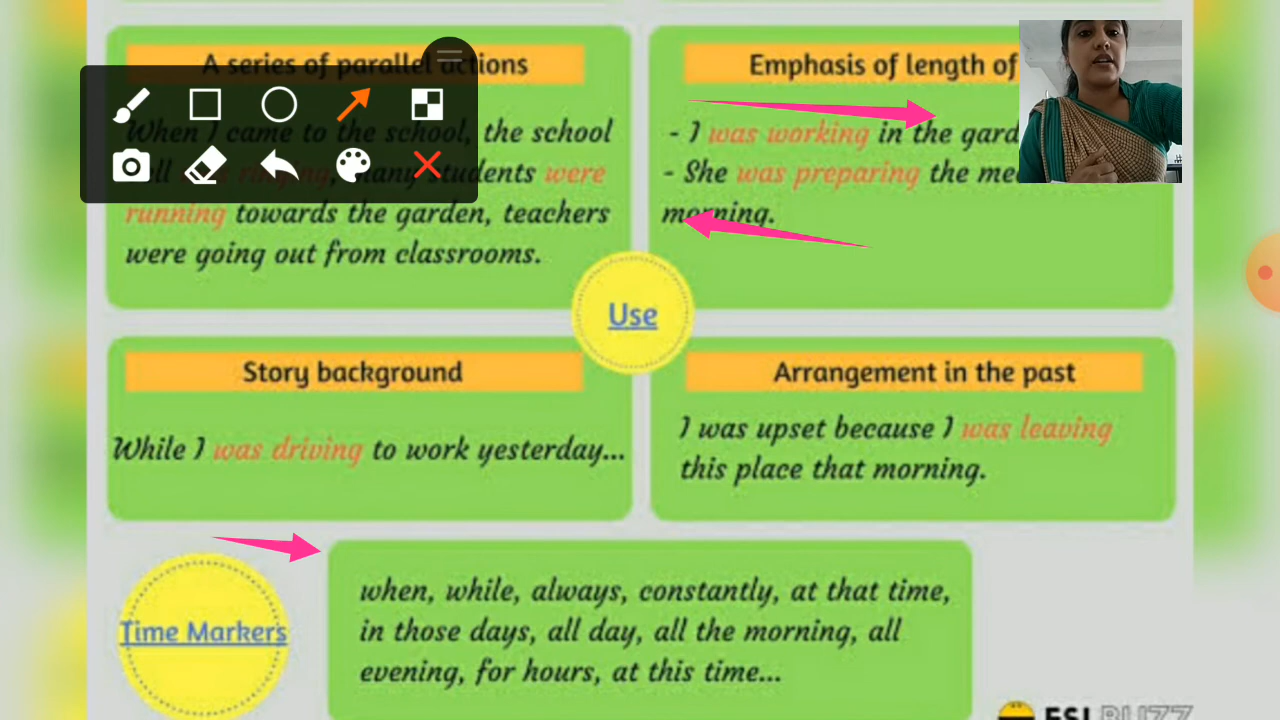 A series of parallel actions
When I came to the school, the school
ringing, many students were
running towards the garden, teachers
were going out from classrooms.
Emphasis of length of
- I was working in the
- She was preparing the
morning.
Use
Story background
While I was driving to work yesterday...
Arrangement in the past
I was upset because I was leaving
this place that morning.
Time Markers
when, while, always, constantly, at that time,
in those days, all day, all the morning, all
evening, for hours, at this time...
ESL BUZZ